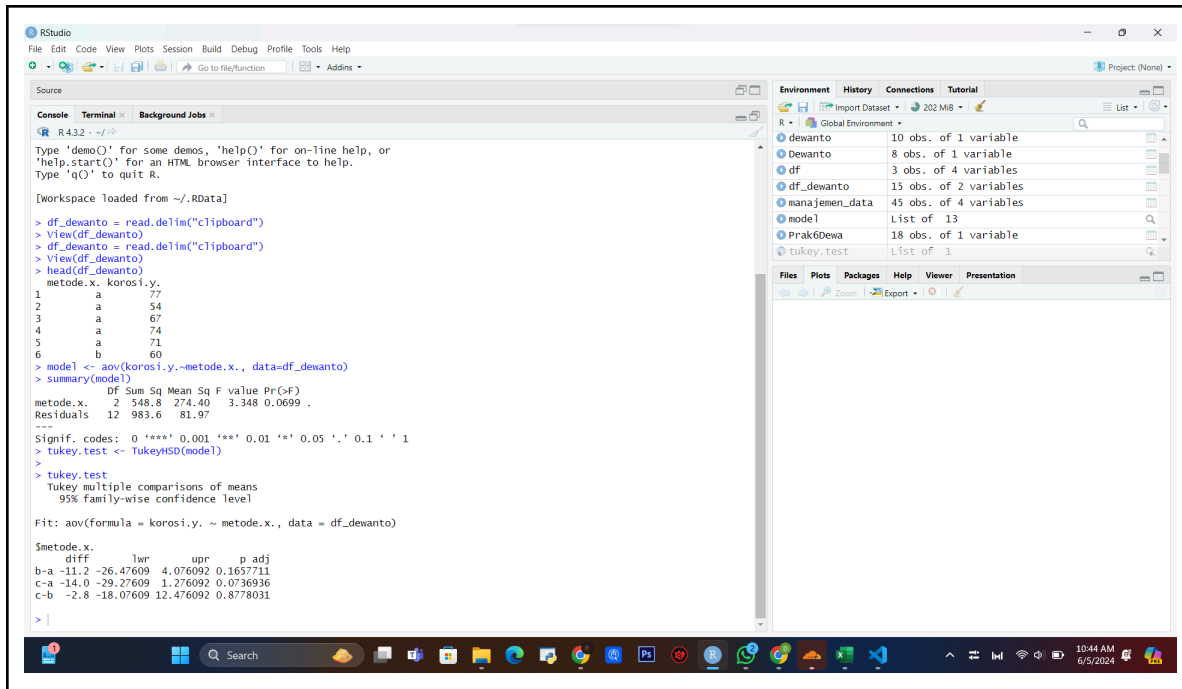 RStudio
File Edit Code View Plots Session Build Debug Profile Tools Help
Go to file/function Addins Project: (None)
Source
Console Terminal Background Jobs
R 4.3.2 · ~/
Type 'demo()' for some demos, 'help()' for on-line help, or
'help.start()' for an HTML browser interface to help.
Type 'q()' to quit R.
[Workspace loaded from ~/.RData]
> df_dewanto = read.delim("clipboard")
> View(df_dewanto)
> df_dewanto = read.delim("clipboard")
> View(df_dewanto)
> head(df_dewanto)
  metode.x. korosi.y.
1         a        77
2         a        54
3         a        67
4         a        74
5         a        71
6         b        60
> model <- aov(korosi.y.~metode.x., data=df_dewanto)
> summary(model)
            Df Sum Sq Mean Sq F value Pr(>F)
metode.x.    2  548.8  274.40   3.348 0.0699 .
Residuals   12  983.6   81.97
---
Signif. codes:  0 ‘***’ 0.001 ‘**’ 0.01 ‘*’ 0.05 ‘.’ 0.1 ‘ ’ 1
> tukey.test <- TukeyHSD(model)
>
> tukey.test
  Tukey multiple comparisons of means
    95% family-wise confidence level
Fit: aov(formula = korosi.y. ~ metode.x., data = df_dewanto)
$metode.x.
     diff       lwr       upr     p adj
b-a -11.2 -26.47609  4.076092 0.1657711
c-a -14.0 -29.27609  1.276092 0.0736936
c-b  -2.8 -18.07609 12.476092 0.8778031
>
Environment History Connections Tutorial
Import Dataset 202 MiB List
R Global Environment
dewanto 10 obs. of 1 variable
Dewanto 8 obs. of 1 variable
df 3 obs. of 4 variables
df_dewanto 15 obs. of 2 variables
manajemen_data 45 obs. of 4 variables
model List of 13
Prak6Dewa 18 obs. of 1 variable
tukey.test List of 1
Files Plots Packages Help Viewer Presentation
Zoom Export
Search
Ps
R
10:44 AM
6/5/2024